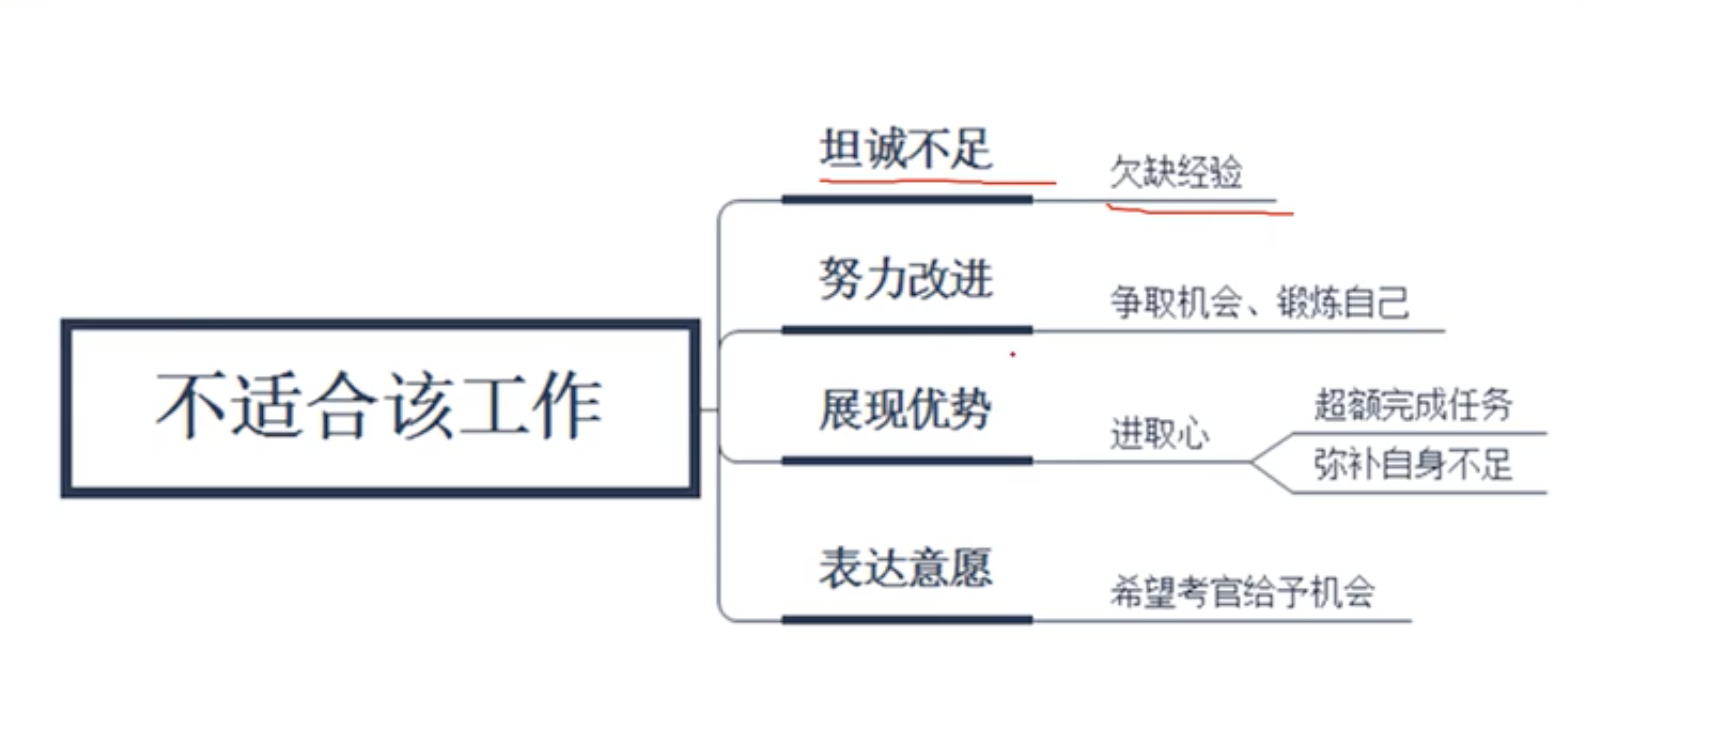 不适合该工作
坦诚不足
欠缺经验
努力改进
争取机会、锻炼自己
展现优势
进取心
超额完成任务
弥补自身不足
表达意愿
希望考官给予机会